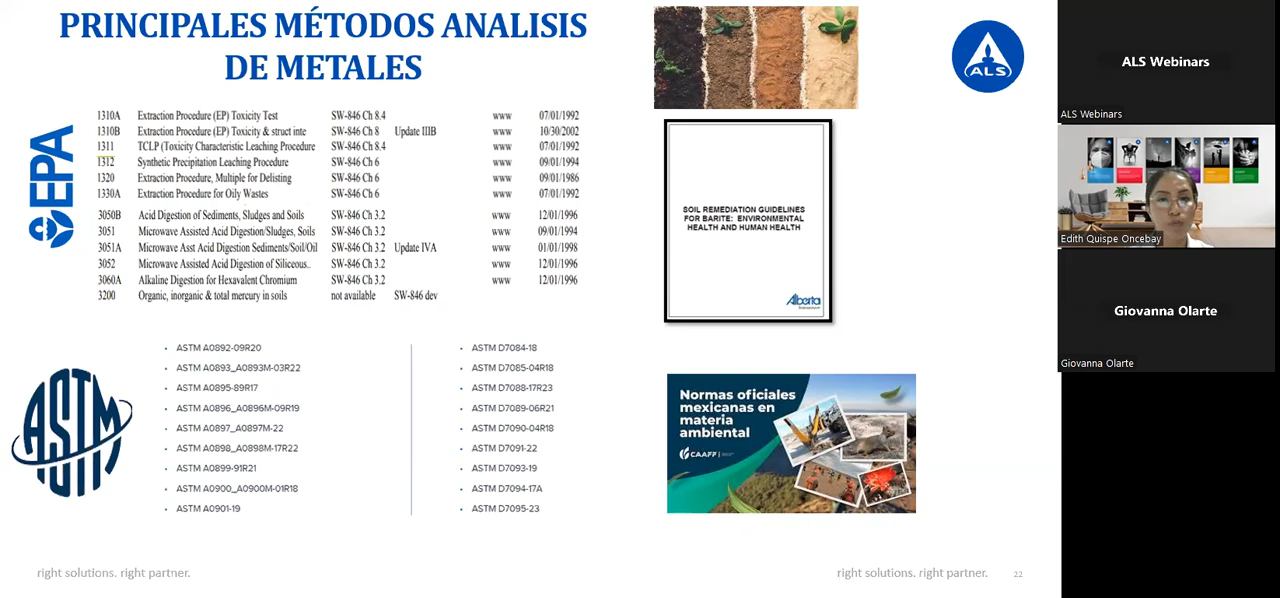 PRINCIPALES MÉTODOS ANALISIS
DE METALES
ALS
EPA
1310A Extraction Procedure (EP) Toxicity Test SW-846 Ch 8.4 www 07/01/1992
1310B Extraction Procedure (EP) Toxicity & struct inte SW-846 Ch 8 Update IIIB www 10/30/2002
1311 TCLP (Toxicity Characteristic Leaching Procedure SW-846 Ch 8.4 www 07/01/1992
1312 Synthetic Precipitation Leaching Procedure SW-846 Ch 6 www 09/01/1994
1320 Extraction Procedure, Multiple for Delisting SW-846 Ch 6 www 09/01/1986
1330A Extraction Procedure for Oily Wastes SW-846 Ch 6 www 07/01/1992
3050B Acid Digestion of Sediments, Sludges and Soils SW-846 Ch 3.2 www 12/01/1996
3051 Microwave Assisted Acid Digestion/Sludges, Soils SW-846 Ch 3.2 www 09/01/1994
3051A Microwave Asst Acid Digestion Sediments/Soil/Oil SW-846 Ch 3.2 Update IVA www 01/01/1998
3052 Microwave Assisted Acid Digestion of Siliceous.. SW-846 Ch 3.2 www 12/01/1996
3060A Alkaline Digestion for Hexavalent Chromium SW-846 Ch 3.2 www 12/01/1996
3200 Organic, inorganic & total mercury in soils not available SW-846 dev
ASTM
• ASTM A0892-09R20
• ASTM A0893_A0893M-03R22
• ASTM A0895-89R17
• ASTM A0896_A0896M-09R19
• ASTM A0897_A0897M-22
• ASTM A0898_A0898M-17R22
• ASTM A0899-91R21
• ASTM A0900_A0900M-01R18
• ASTM A0901-19
• ASTM D7084-18
• ASTM D7085-04R18
• ASTM D7088-17R23
• ASTM D7089-06R21
• ASTM D7090-04R18
• ASTM D7091-22
• ASTM D7093-19
• ASTM D7094-17A
• ASTM D7095-23
SOIL REMEDIATION GUIDELINES
FOR BARITE: ENVIRONMENTAL
HEALTH AND HUMAN HEALTH
Alberta
Normas oficiales
mexicanas en
materia
ambiental
CAAFF
right solutions. right partner.
right solutions. right partner.
22
ALS Webinars
ALS Webinars
Edith Quispe Oncebay
Giovanna Olarte
Giovanna Olarte